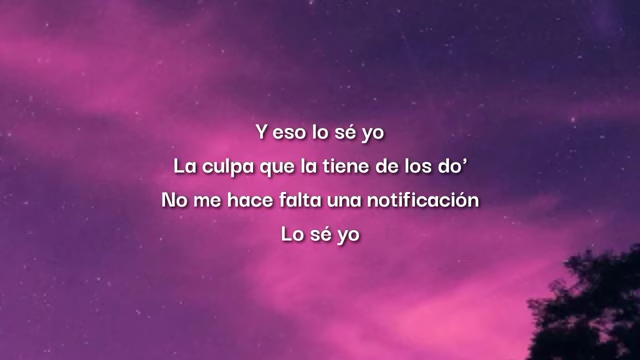 Y eso lo sé yo
La culpa que la tiene de los do'
No me hace falta una notificación
Lo sé yo